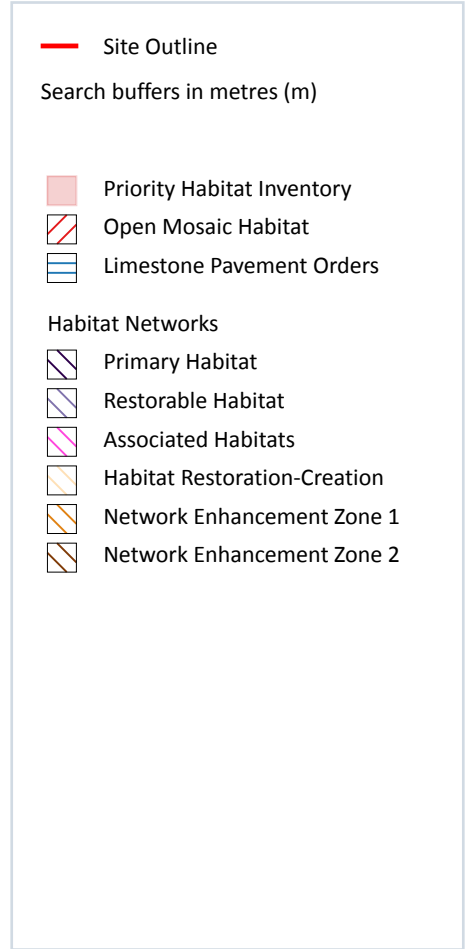 Site Outline
Search buffers in metres (m)
Priority Habitat Inventory
Open Mosaic Habitat
Limestone Pavement Orders
Habitat Networks
Primary Habitat
Restorable Habitat
Associated Habitats
Habitat Restoration-Creation
Network Enhancement Zone 1
Network Enhancement Zone 2